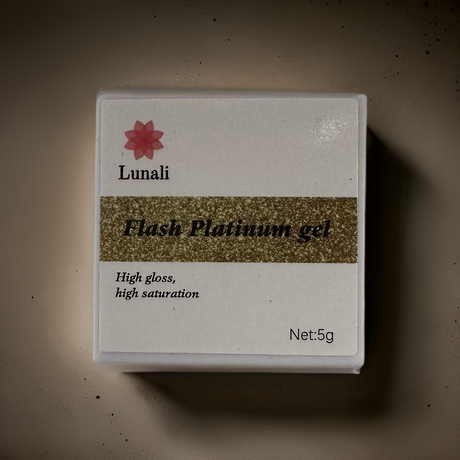 Lunali
Flash Platinum gel
High gloss,
high saturation
Net:5g